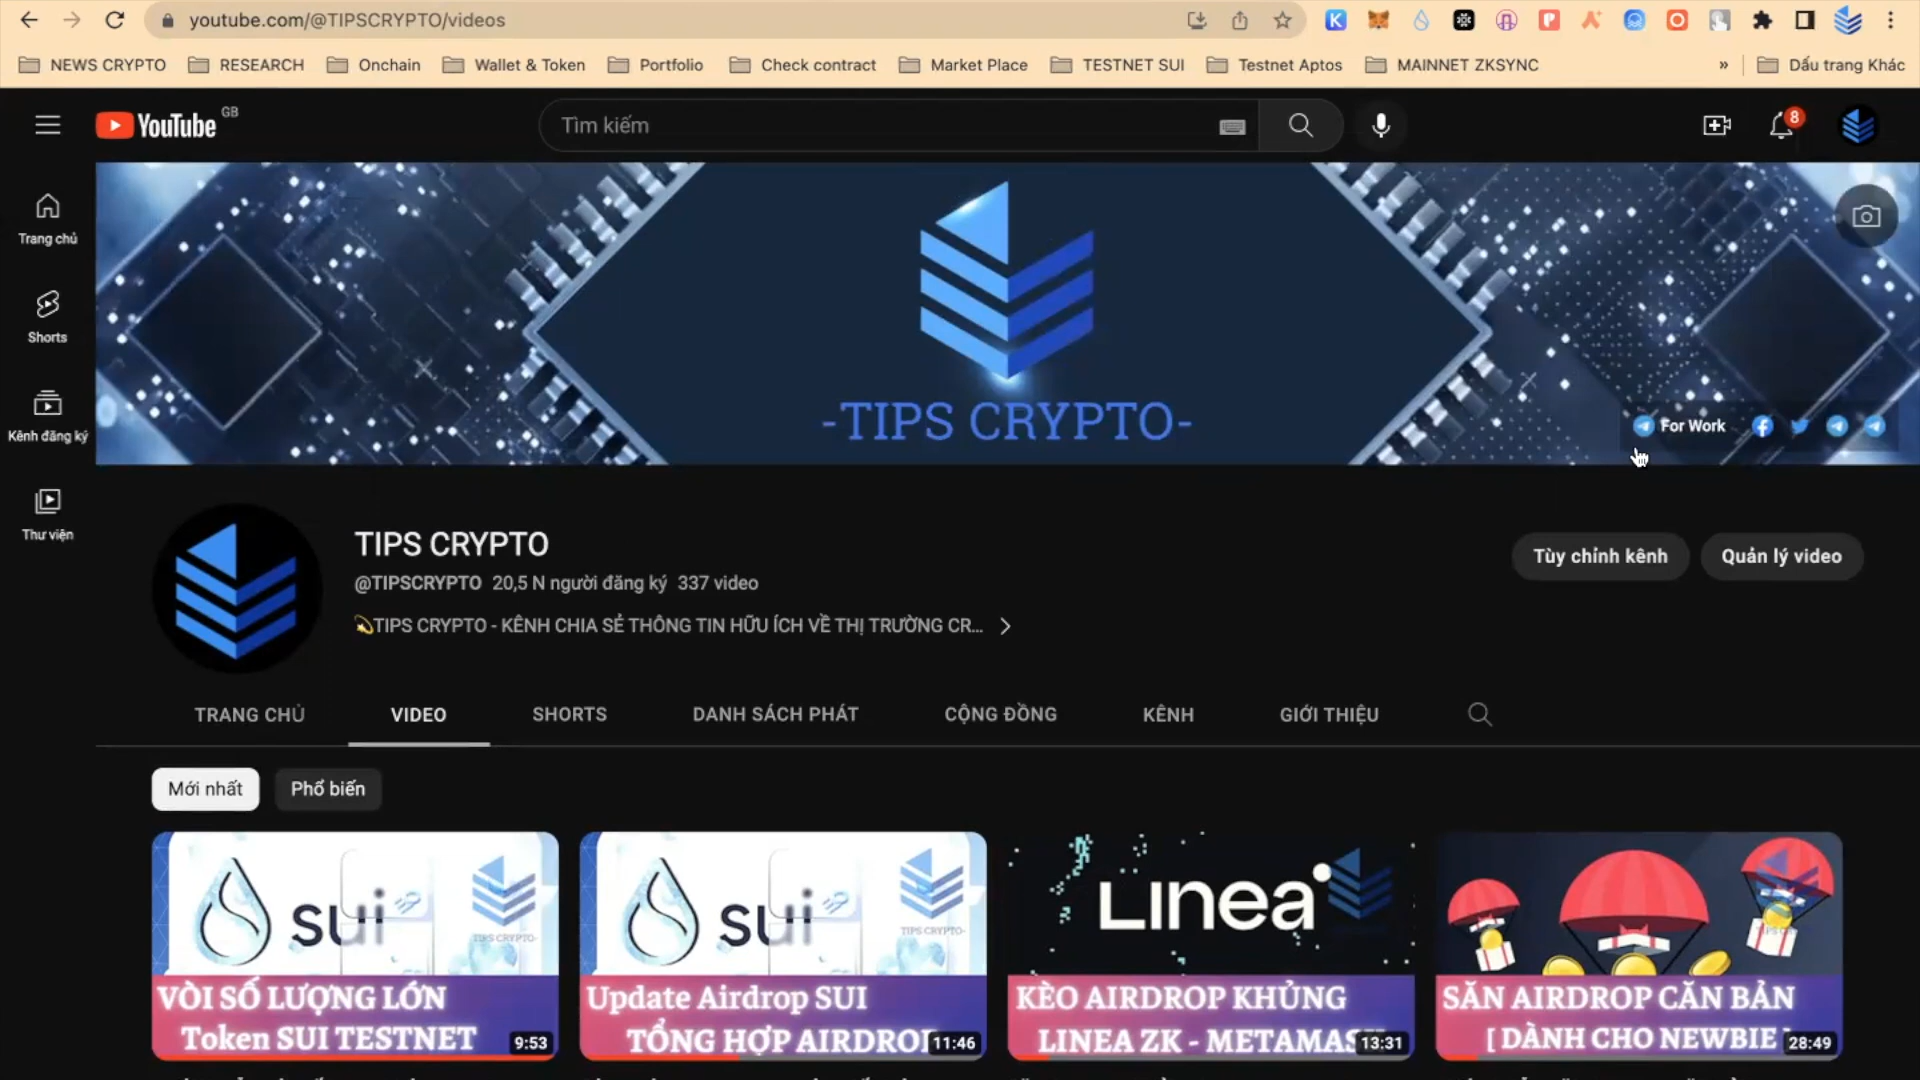 youtube.com/@TIPSCRYPTO/videos
NEWS CRYPTO RESEARCH Onchain Wallet & Token Portfolio Check contract Market Place TESTNET SUI Testnet Aptos MAINNET ZKSYNC » Dấu trang Khác
YouTube GB
Tìm kiếm
8
Trang chủ
Shorts
Kênh đăng ký
Thư viện
-TIPS CRYPTO-
For Work
TIPS CRYPTO
@TIPSCRYPTO 20,5 N người đăng ký 337 video
TIPS CRYPTO - KÊNH CHIA SẺ THÔNG TIN HỮU ÍCH VỀ THỊ TRƯỜNG CR...
Tùy chỉnh kênh
Quản lý video
TRANG CHỦ VIDEO SHORTS DANH SÁCH PHÁT CỘNG ĐỒNG KÊNH GIỚI THIỆU
Mới nhất Phổ biến
sui
TIPS CRYPTO-
VÒI SỐ LƯỢNG LỚN
Token SUI TESTNET
9:53
sui
TIPS CRYPTO-
Update Airdrop SUI
TỔNG HỢP AIRDROP
11:46
Linea
KÈO AIRDROP KHỦNG
LINEA ZK - METAMAS
13:31
SĂN AIRDROP CĂN BẢN
[ DÀNH CHO NEWBIE ]
28:49